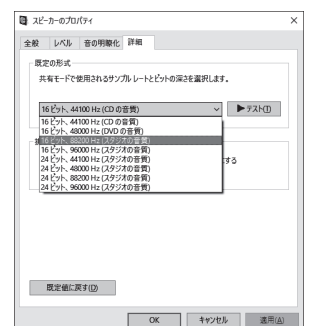 スピーカーのプロパティ
全般 レベル 音の明瞭化 詳細
既定の形式
共有モードで使用されるサンプル レートとビットの深さを選択します。
16 ビット、44100 Hz (CD の音質)
▶テスト(T)
16 ビット、44100 Hz (CD の音質)
16 ビット、48000 Hz (DVD の音質)
16 ビット、88200 Hz (スタジオの音質)
16 ビット、96000 Hz (スタジオの音質)
24 ビット、44100 Hz (スタジオの音質)
24 ビット、48000 Hz (スタジオの音質)
24 ビット、88200 Hz (スタジオの音質)
24 ビット、96000 Hz (スタジオの音質)
する
既定値に戻す(D)
OK キャンセル 適用(A)